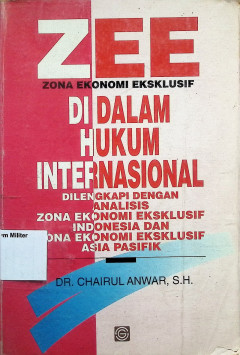 ZEE
ZONA EKONOMI EKSKLUSIF
DI DALAM
HUKUM
INTERNASIONAL
DILENGKAPI DENGAN
ANALISIS
ZONA EKONOMI EKSKLUSIF
INDONESIA DAN
ZONA EKONOMI EKSKLUSIF
ASIA PASIFIK
m Militer
DR. CHAIRUL ANWAR, S.H.